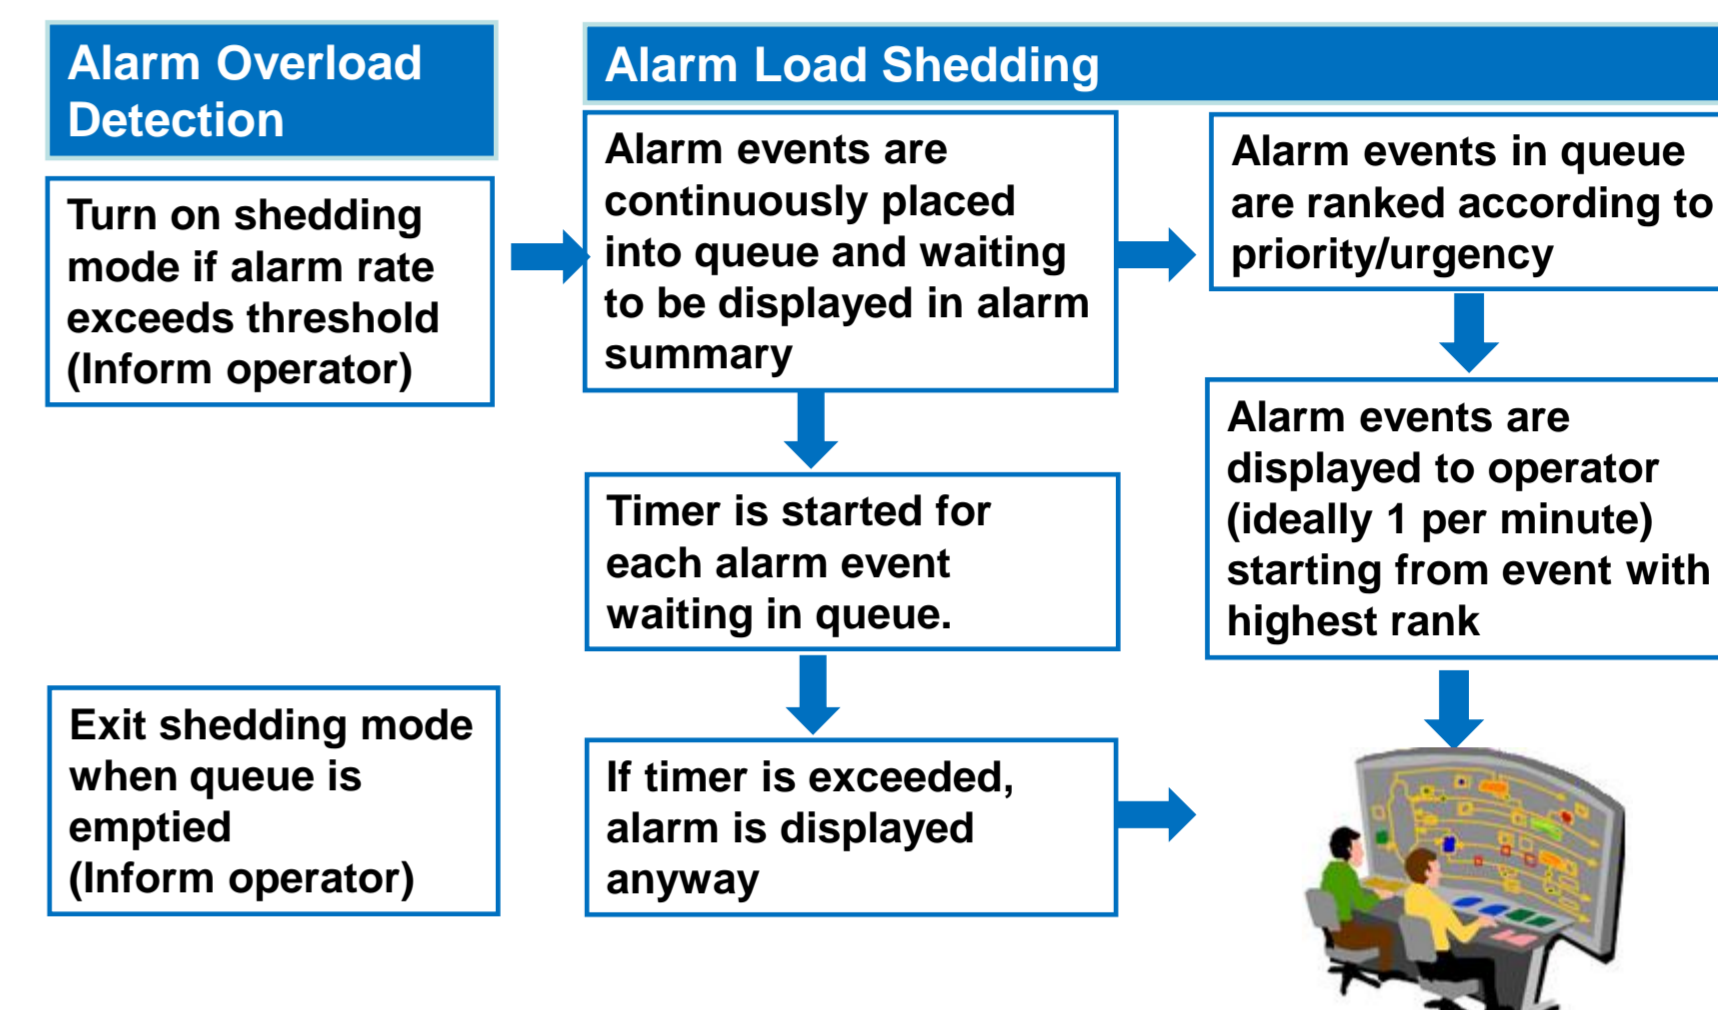 Alarm Overload
Detection
Turn on shedding
mode if alarm rate
exceeds threshold
(Inform operator)
Exit shedding mode
when queue is
emptied
(Inform operator)
Alarm Load Shedding
Alarm events are
continuously placed
into queue and waiting
to be displayed in alarm
summary
Timer is started for
each alarm event
waiting in queue.
If timer is exceeded,
alarm is displayed
anyway
Alarm events in queue
are ranked according to
priority/urgency
Alarm events are
displayed to operator
(ideally 1 per minute)
starting from event with
highest rank